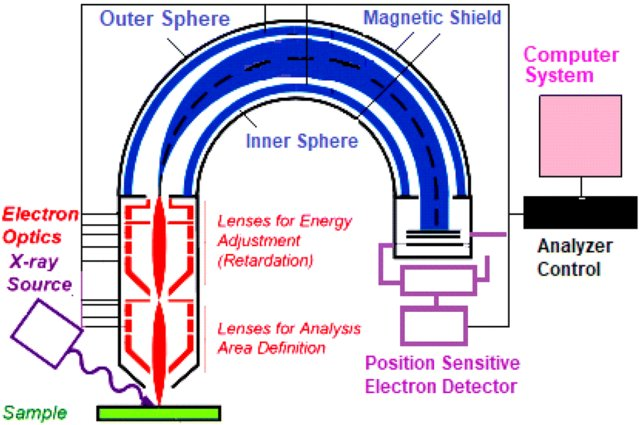 Outer Sphere
Magnetic Shield
Computer
System
Inner Sphere
Electron
Optics
X-ray
Source
Lenses for Energy
Adjustment
(Retardation)
Analyzer
Control
Lenses for Analysis
Area Definition
Position Sensitive
Electron Detector
Sample